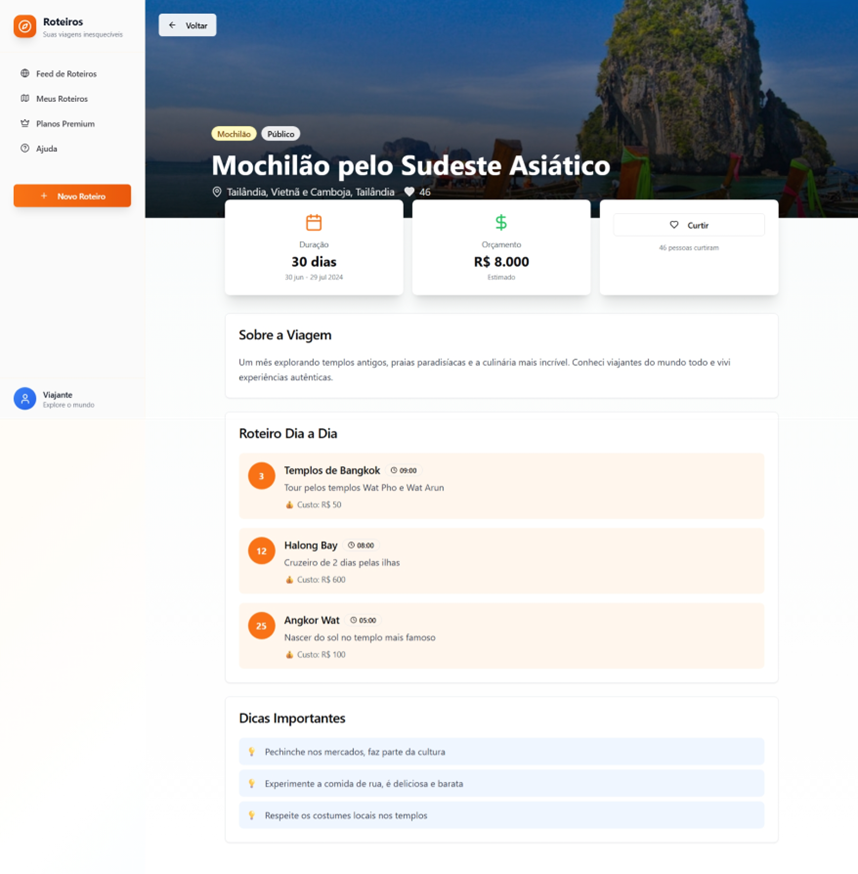 Roteiros
Suas viagens inesquecíveis
Feed de Roteiros
Meus Roteiros
Planos Premium
Ajuda
+ Novo Roteiro
Viajante
Explore o mundo
← Voltar
Mochilão
Público
Mochilão pelo Sudeste Asiático
Tailândia, Vietnã e Camboja, Tailândia 46
Duração
30 dias
30 jun - 29 jul 2024
Orçamento
R$ 8.000
Estimado
Curtir
46 pessoas curtiram
Sobre a Viagem
Um mês explorando templos antigos, praias paradisíacas e a culinária mais incrível. Conheci viajantes do mundo todo e vivi
experiências autênticas.
Roteiro Dia a Dia
3
Templos de Bangkok 09:00
Tour pelos templos Wat Pho e Wat Arun
Custo: R$ 50
12
Halong Bay 08:00
Cruzeiro de 2 dias pelas ilhas
Custo: R$ 600
25
Angkor Wat 05:00
Nascer do sol no templo mais famoso
Custo: R$ 100
Dicas Importantes
Pechinche nos mercados, faz parte da cultura
Experimente a comida de rua, é deliciosa e barata
Respeite os costumes locais nos templos